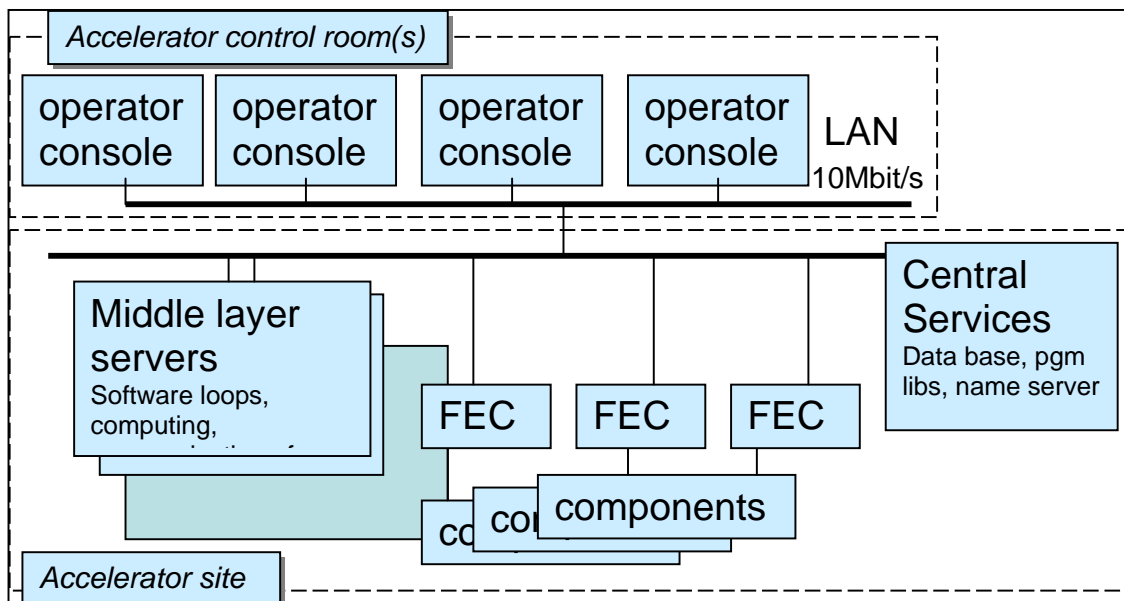 Accelerator control room(s)
operator
console
operator
console
operator
console
operator
console
LAN
10Mbit/s
Middle layer
servers
Software loops,
computing,
Central
Services
Data base, pgm
libs, name server
FEC
FEC
FEC
components
Accelerator site